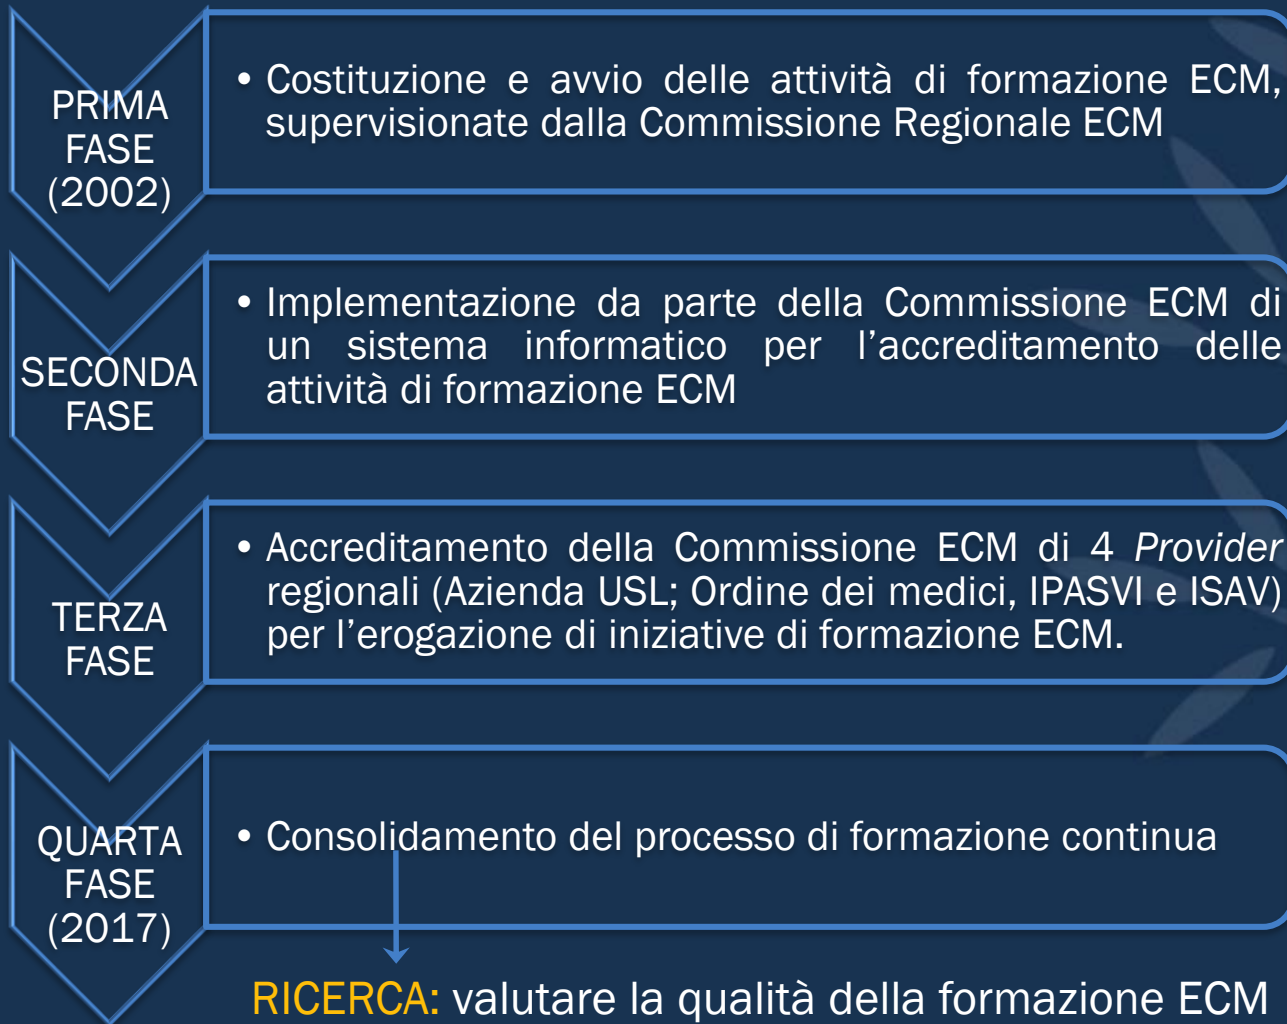 PRIMA
FASE
(2002)
• Costituzione e avvio delle attività di formazione ECM,
supervisionate dalla Commissione Regionale ECM
SECONDA
FASE
• Implementazione da parte della Commissione ECM di
un sistema informatico per l’accreditamento delle
attività di formazione ECM
TERZA
FASE
• Accreditamento della Commissione ECM di 4 Provider
regionali (Azienda USL; Ordine dei medici, IPASVI e ISAV)
per l’erogazione di iniziative di formazione ECM.
QUARTA
FASE
(2017)
• Consolidamento del processo di formazione continua
RICERCA: valutare la qualità della formazione ECM